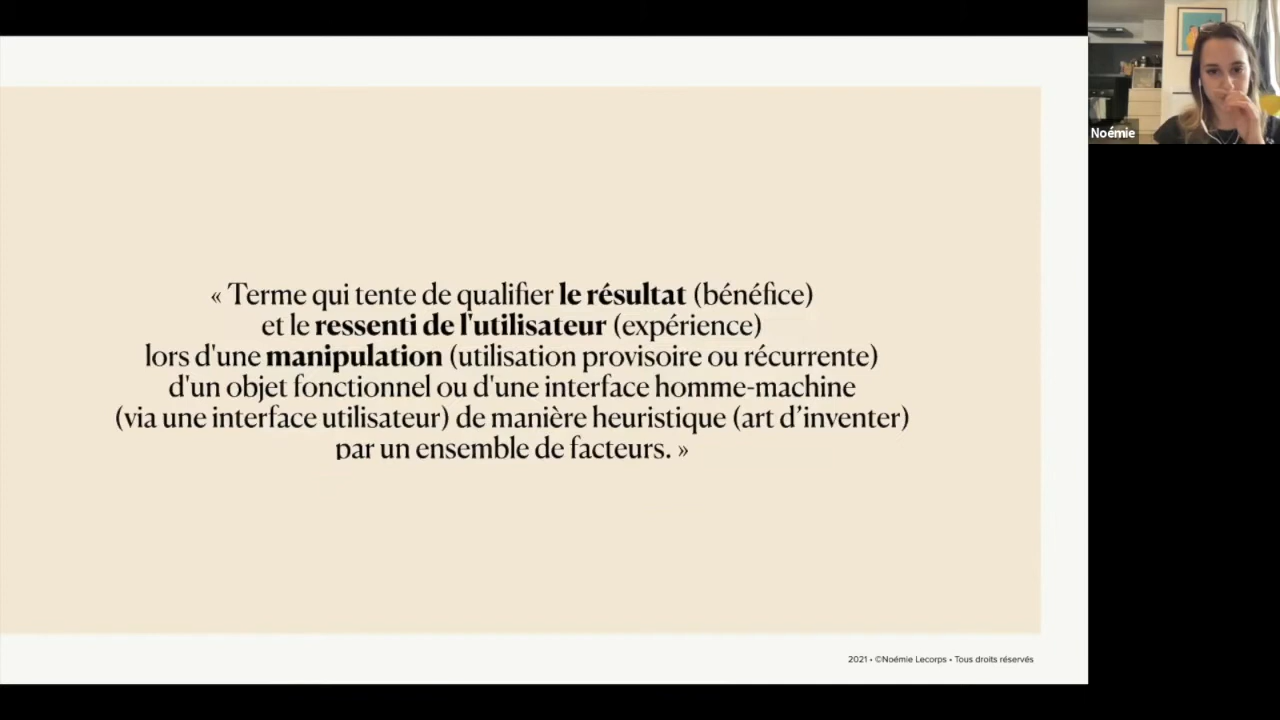 Noémie
« Terme qui tente de qualifier le résultat (bénéfice)
et le ressenti de l'utilisateur (expérience)
lors d'une manipulation (utilisation provisoire ou récurrente)
d'un objet fonctionnel ou d'une interface homme-machine
(via une interface utilisateur) de manière heuristique (art d’inventer)
par un ensemble de facteurs. »
2021 • ©Noémie Lecorps • Tous droits réservés